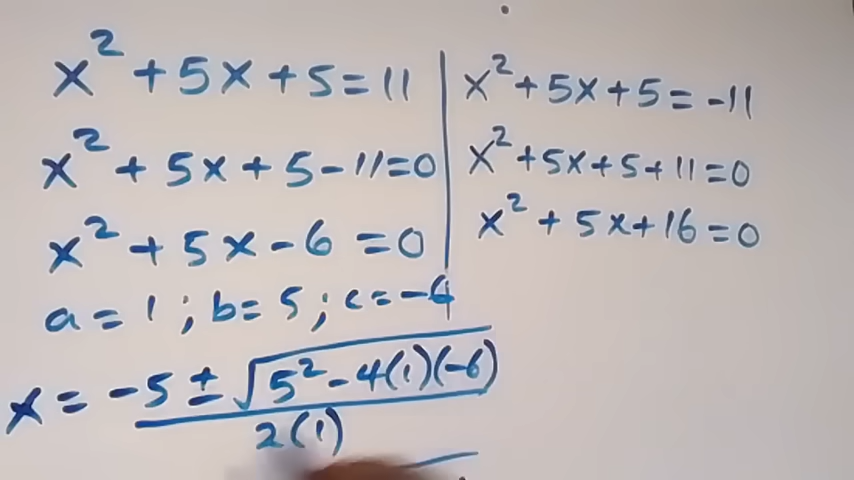 x² + 5x + 5 = 11
x² + 5x + 5 - 11 = 0
x² + 5x - 6 = 0
a = 1 ; b = 5 ; c = -6
x = (-5 ± √(5² - 4(1)(-6))) / 2(1)
x² + 5x + 5 = -11
x² + 5x + 5 + 11 = 0
x² + 5x + 16 = 0